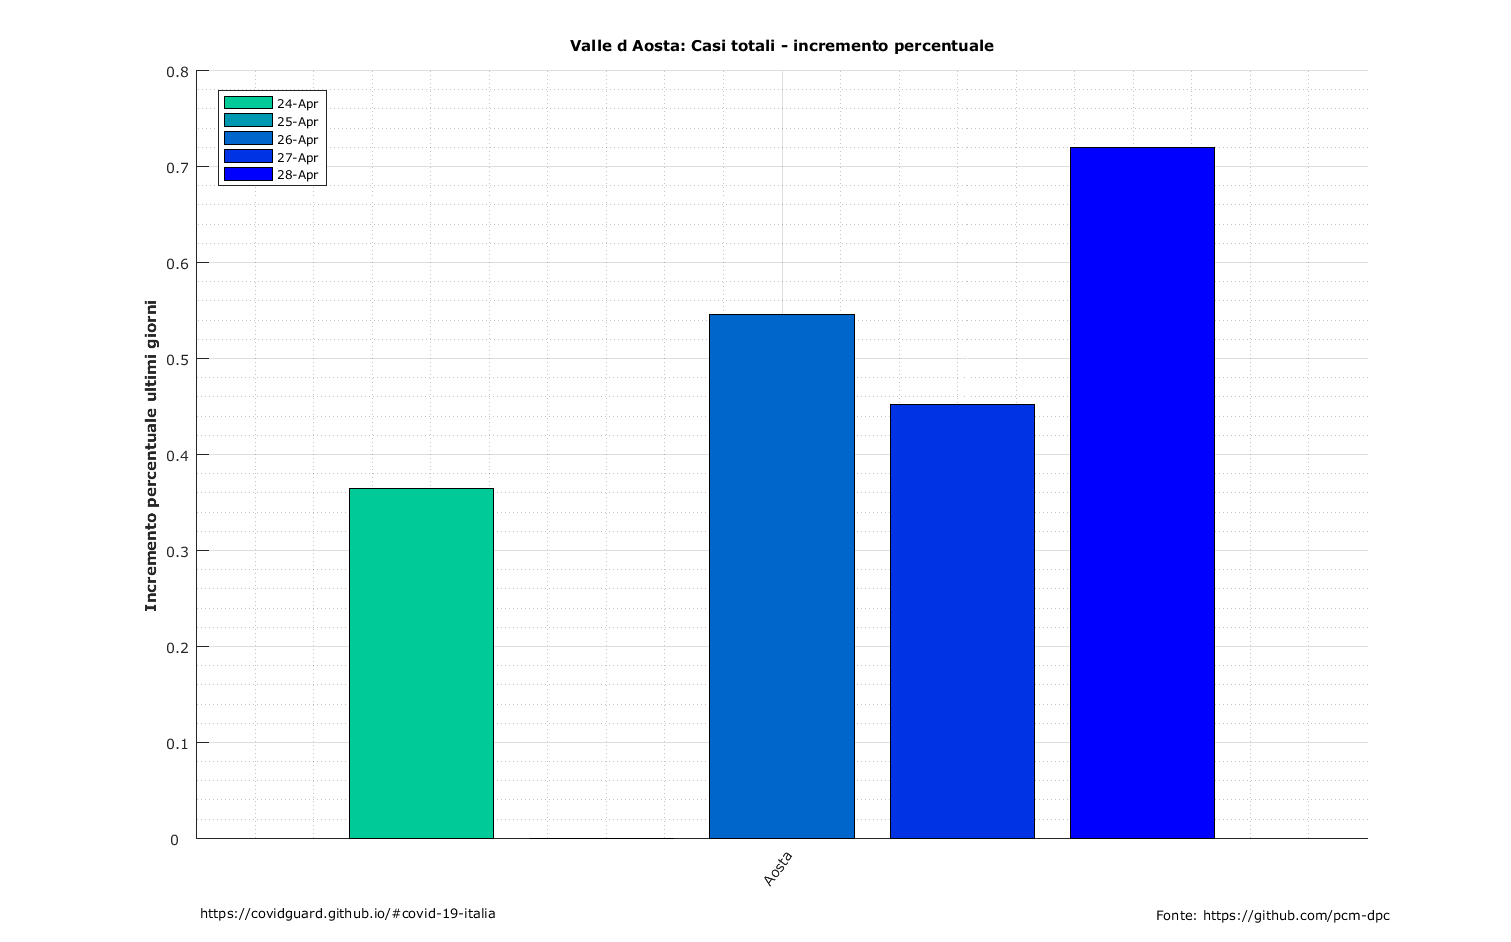 Valle d Aosta: Casi totali - incremento percentuale
24-Apr
25-Apr
26-Apr
27-Apr
28-Apr
Incremento percentuale ultimi giorni
0.8
0.7
0.6
0.5
0.4
0.3
0.2
0.1
0
Aosta
https://covidguard.github.io/#covid-19-italia
Fonte: https://github.com/pcm-dpc